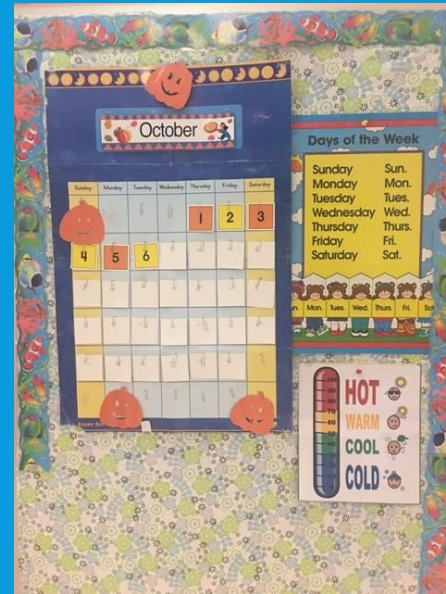 October
Sunday Monday Tuesday Wednesday Thursday Friday Saturday
1 2 3
4 5 6
Days of the Week
Sunday Sun.
Monday Mon.
Tuesday Tues.
Wednesday Wed.
Thursday Thurs.
Friday Fri.
Saturday Sat.
Mon. Tues. Wed. Thurs. Fri.
HOT
WARM
COOL
COLD